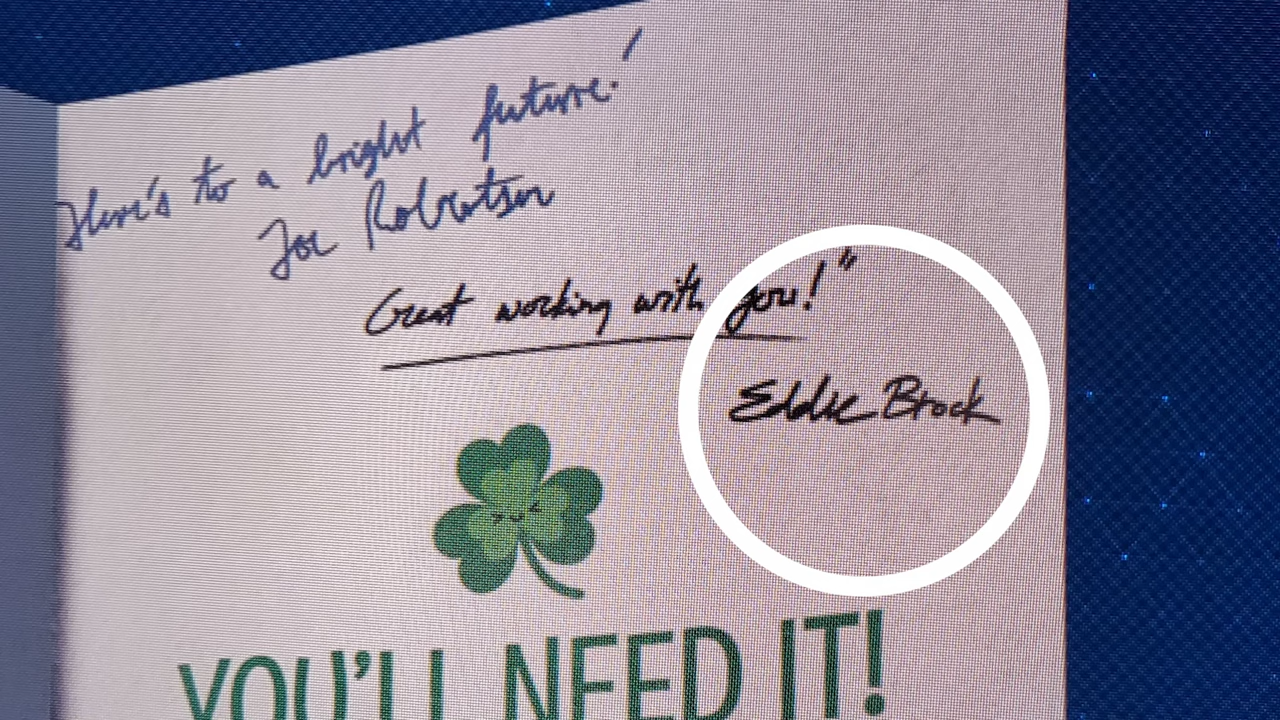 Here's to a bright future!
Joe Robertson
Great working with you!"
Eddie Brock
YOU'LL NEED IT!